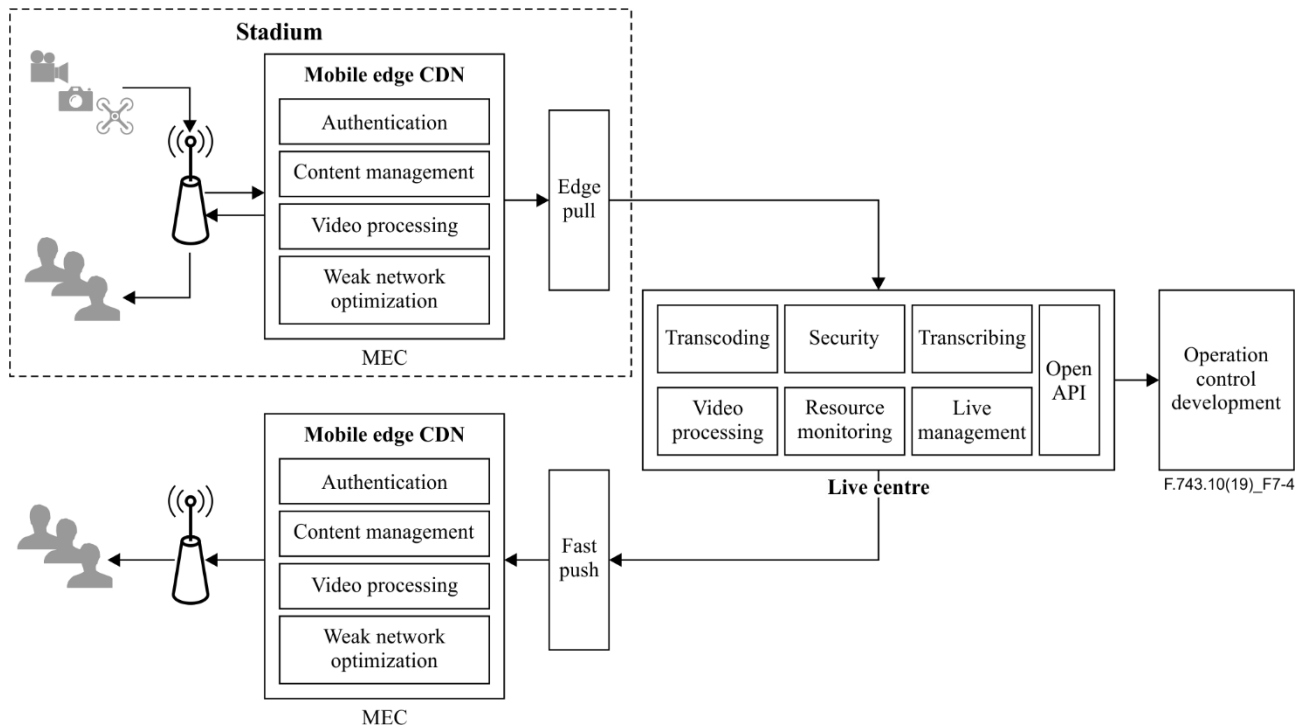 Stadium
Mobile edge CDN
Authentication
Content management
Video processing
Weak network
optimization
MEC
Edge
pull
Transcoding
Security
Transcribing
Video
processing
Resource
monitoring
Live
management
Open
API
Live centre
Operation
control
development
F.743.10(19)_F7-4
Mobile edge CDN
Authentication
Content management
Video processing
Weak network
optimization
MEC
Fast
push